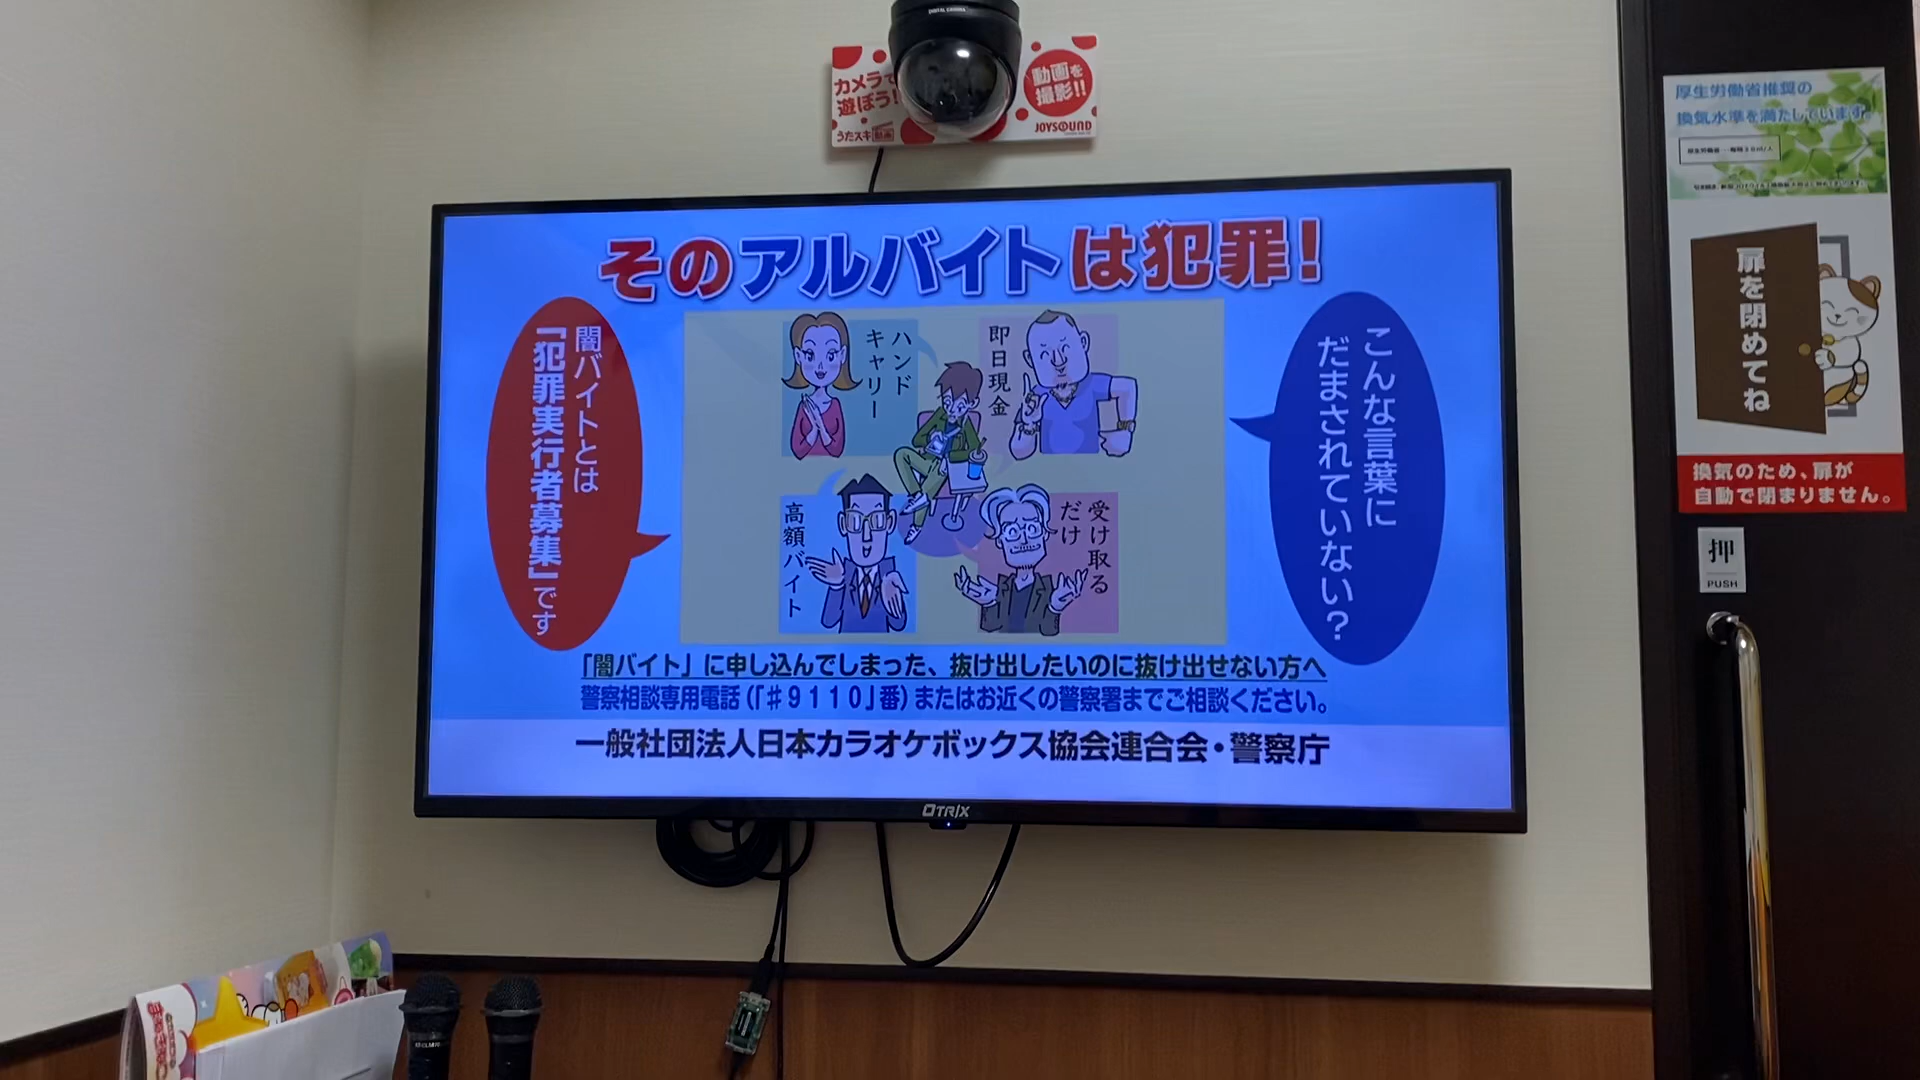 DIGITAL CAMERA
カメラで
遊ぼう!
うたスキ動画
動画を
撮影!!
JOYSOUND
そのアルバイトは犯罪!
こんな言葉に
だまされていない?
ハンド
キャリー
即日現金
高額バイト
受け取る
だけ
闇バイトとは
「犯罪実行者募集」です
「闇バイト」に申し込んでしまった、抜け出したいのに抜け出せない方へ
警察相談専用電話(「♯9110」番)またはお近くの警察署までご相談ください。
一般社団法人日本カラオケボックス協会連合会・警察庁
QTRIX
厚生労働省推奨の
換気水準を満たしています。
扉を閉めてね
換気のため、扉が
自動で閉まりません。
押
PUSH